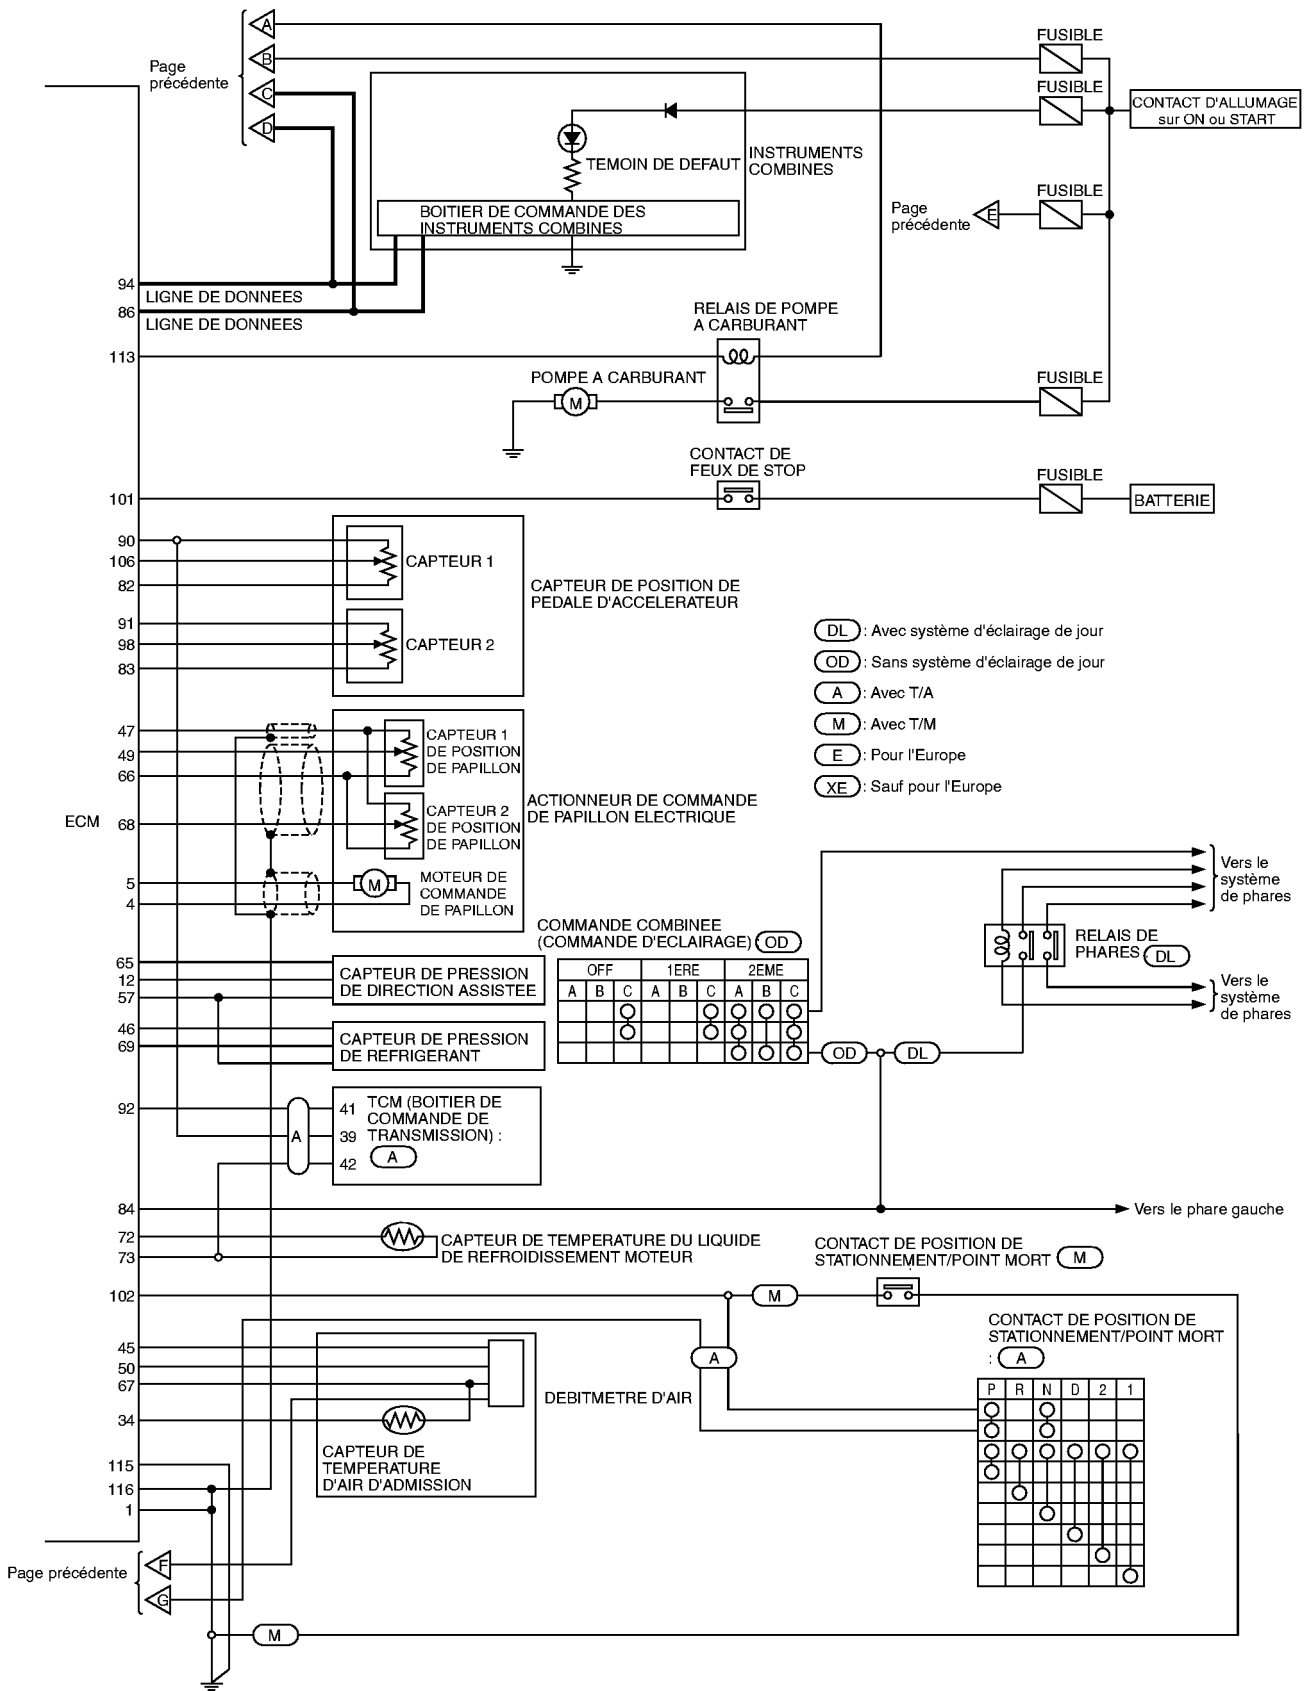 A
B
C
D
Page
précédente
FUSIBLE
FUSIBLE
CONTACT D'ALLUMAGE
sur ON ou START
TEMOIN DE DEFAUT
INSTRUMENTS
COMBINES
BOITIER DE COMMANDE DES
INSTRUMENTS COMBINES
FUSIBLE
Page
précédente
E
94
LIGNE DE DONNEES
86
LIGNE DE DONNEES
RELAIS DE POMPE
A CARBURANT
113
POMPE A CARBURANT
M
FUSIBLE
CONTACT DE
FEUX DE STOP
FUSIBLE
101
BATTERIE
90
106
82
CAPTEUR 1
91
98
83
CAPTEUR 2
CAPTEUR DE POSITION DE
PEDALE D'ACCELERATEUR
DL : Avec système d'éclairage de jour
OD : Sans système d'éclairage de jour
A : Avec T/A
M : Avec T/M
E : Pour l'Europe
XE : Sauf pour l'Europe
47
49
66
CAPTEUR 1
DE POSITION
DE PAPILLON
ECM
68
CAPTEUR 2
DE POSITION
DE PAPILLON
ACTIONNEUR DE COMMANDE
DE PAPILLON ELECTRIQUE
5
4
M
MOTEUR DE
COMMANDE
DE PAPILLON
Vers le
système
de phares
RELAIS DE
PHARES DL
Vers le
système
de phares
COMMANDE COMBINEE
(COMMANDE D'ECLAIRAGE) OD
OFF 1ERE 2EME
A B C A B C A B C
OD
DL
65
12
57
CAPTEUR DE PRESSION
DE DIRECTION ASSISTEE
46
69
CAPTEUR DE PRESSION
DE REFRIGERANT
92
A
41
39
42
TCM (BOITIER DE
COMMANDE DE
TRANSMISSION) :
A
84
Vers le phare gauche
72
73
CAPTEUR DE TEMPERATURE DU LIQUIDE
DE REFROIDISSEMENT MOTEUR
CONTACT DE POSITION DE
STATIONNEMENT/POINT MORT M
102
M
A
CONTACT DE POSITION DE
STATIONNEMENT/POINT MORT
: A
P R N D 2 1
45
50
67
34
DEBITMETRE D'AIR
CAPTEUR DE
TEMPERATURE
D'AIR D'ADMISSION
115
116
1
Page précédente
F
G
M